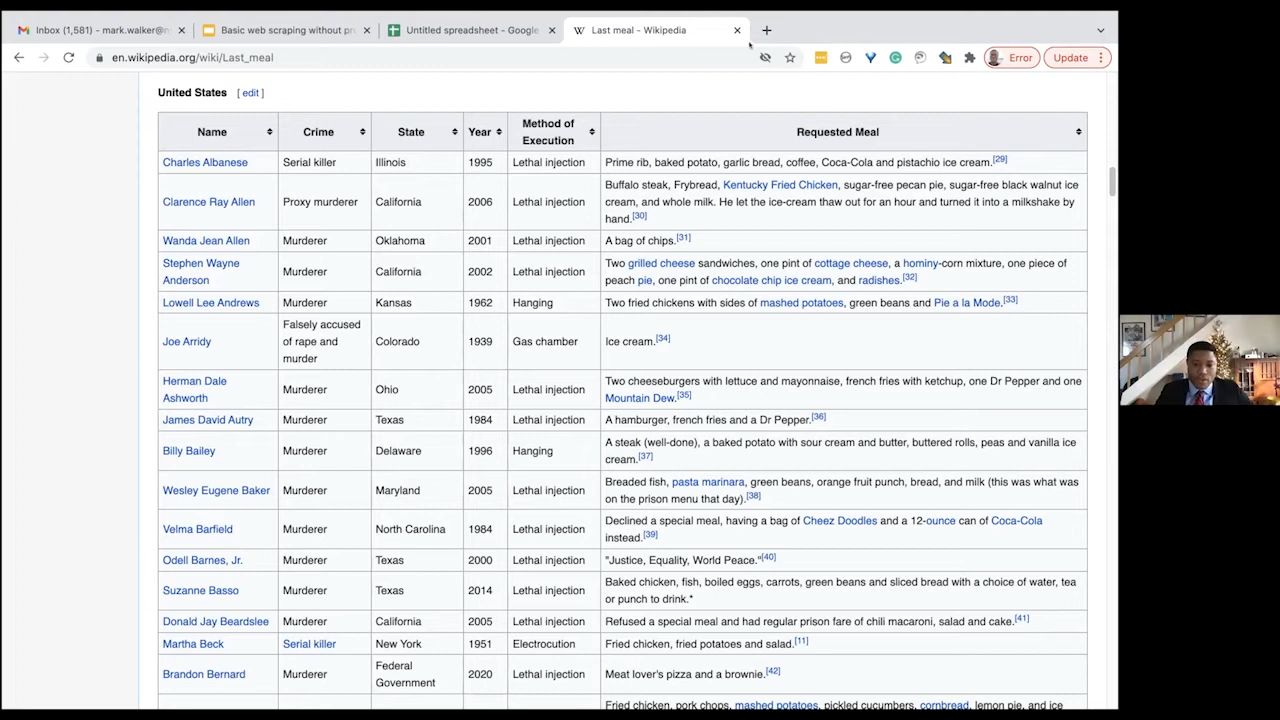 Inbox (1,581) - mark.walker@n
Basic web scraping without pr
Untitled spreadsheet - Google
W Last meal - Wikipedia
en.wikipedia.org/wiki/Last_meal
Error
Update
United States [ edit ]
Name Crime State Year Method of Execution Requested Meal
Charles Albanese Serial killer Illinois 1995 Lethal injection Prime rib, baked potato, garlic bread, coffee, Coca-Cola and pistachio ice cream.[29]
Buffalo steak, Frybread, Kentucky Fried Chicken, sugar-free pecan pie, sugar-free black walnut ice
Clarence Ray Allen Proxy murderer California 2006 Lethal injection cream, and whole milk. He let the ice-cream thaw out for an hour and turned it into a milkshake by
hand.[30]
Wanda Jean Allen Murderer Oklahoma 2001 Lethal injection A bag of chips.[31]
Stephen Wayne Two grilled cheese sandwiches, one pint of cottage cheese, a hominy-corn mixture, one piece of
Anderson Murderer California 2002 Lethal injection peach pie, one pint of chocolate chip ice cream, and radishes.[32]
Lowell Lee Andrews Murderer Kansas 1962 Hanging Two fried chickens with sides of mashed potatoes, green beans and Pie a la Mode.[33]
Falsely accused
Joe Arridy of rape and Colorado 1939 Gas chamber Ice cream.[34]
murder
Herman Dale Two cheeseburgers with lettuce and mayonnaise, french fries with ketchup, one Dr Pepper and one
Ashworth Murderer Ohio 2005 Lethal injection Mountain Dew.[35]
James David Autry Murderer Texas 1984 Lethal injection A hamburger, french fries and a Dr Pepper.[36]
Billy Bailey Murderer Delaware 1996 Hanging A steak (well-done), a baked potato with sour cream and butter, buttered rolls, peas and vanilla ice
cream.[37]
Wesley Eugene Baker Murderer Maryland 2005 Lethal injection Breaded fish, pasta marinara, green beans, orange fruit punch, bread, and milk (this was what was
on the prison menu that day).[38]
Velma Barfield Murderer North Carolina 1984 Lethal injection Declined a special meal, having a bag of Cheez Doodles and a 12-ounce can of Coca-Cola
instead.[39]
Odell Barnes, Jr. Murderer Texas 2000 Lethal injection "Justice, Equality, World Peace."[40]
Suzanne Basso Murderer Texas 2014 Lethal injection Baked chicken, fish, boiled eggs, carrots, green beans and sliced bread with a choice of water, tea
or punch to drink.*
Donald Jay Beardslee Murderer California 2005 Lethal injection Refused a special meal and had regular prison fare of chili macaroni, salad and cake.[41]
Martha Beck Serial killer New York 1951 Electrocution Fried chicken, fried potatoes and salad.[11]
Brandon Bernard Murderer Federal Government 2020 Lethal injection Meat lover's pizza and a brownie.[42]
Fried chicken, pork chops, mashed potatoes, pickled cucumbers, cornbread, lemon pie, and ice